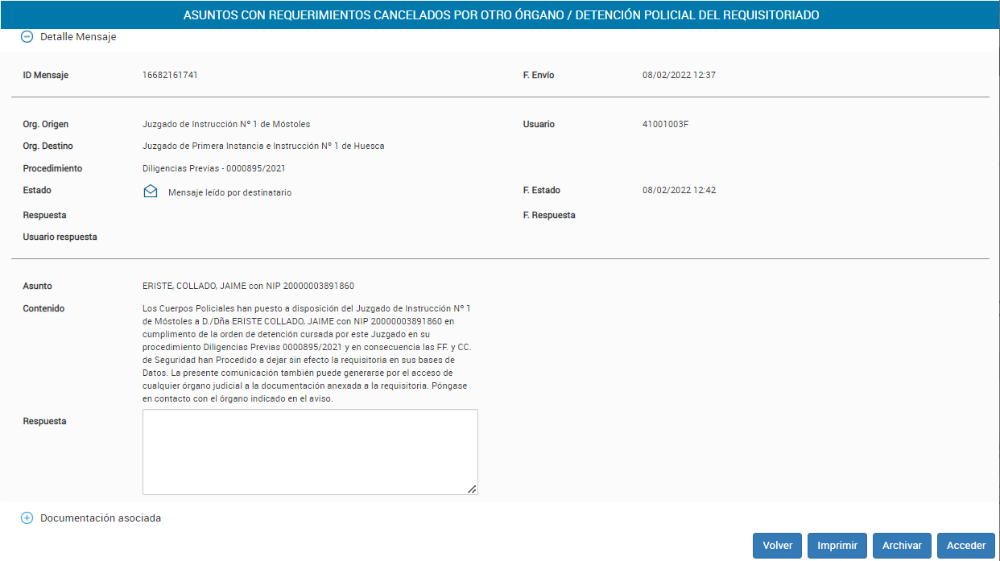 ASUNTOS CON REQUERIMIENTOS CANCELADOS POR OTRO ÓRGANO / DETENCIÓN POLICIAL DEL REQUISITORIADO
Detalle Mensaje
ID Mensaje 16682161741 F. Envío 08/02/2022 12:37
Org. Origen Juzgado de Instrucción Nº 1 de Móstoles Usuario 41001003F
Org. Destino Juzgado de Primera Instancia e Instrucción Nº 1 de Huesca
Procedimiento Diligencias Previas - 0000895/2021
Estado Mensaje leído por destinatario F. Estado 08/02/2022 12:42
Respuesta F. Respuesta
Usuario respuesta
Asunto ERISTE, COLLADO, JAIME con NIP 20000003891860
Contenido Los Cuerpos Policiales han puesto a disposición del Juzgado de Instrucción Nº 1
de Móstoles a D./Dña ERISTE COLLADO, JAIME con NIP 20000003891860 en
cumplimento de la orden de detención cursada por este Juzgado en su
procedimiento Diligencias Previas 0000895/2021 y en consecuencia las FF. y CC.
de Seguridad han Procedido a dejar sin efecto la requisitoria en sus bases de
Datos. La presente comunicación también puede generarse por el acceso de
cualquier órgano judicial a la documentación anexada a la requisitoria. Póngase
en contacto con el órgano indicado en el aviso.
Respuesta
Documentación asociada
Volver Imprimir Archivar Acceder